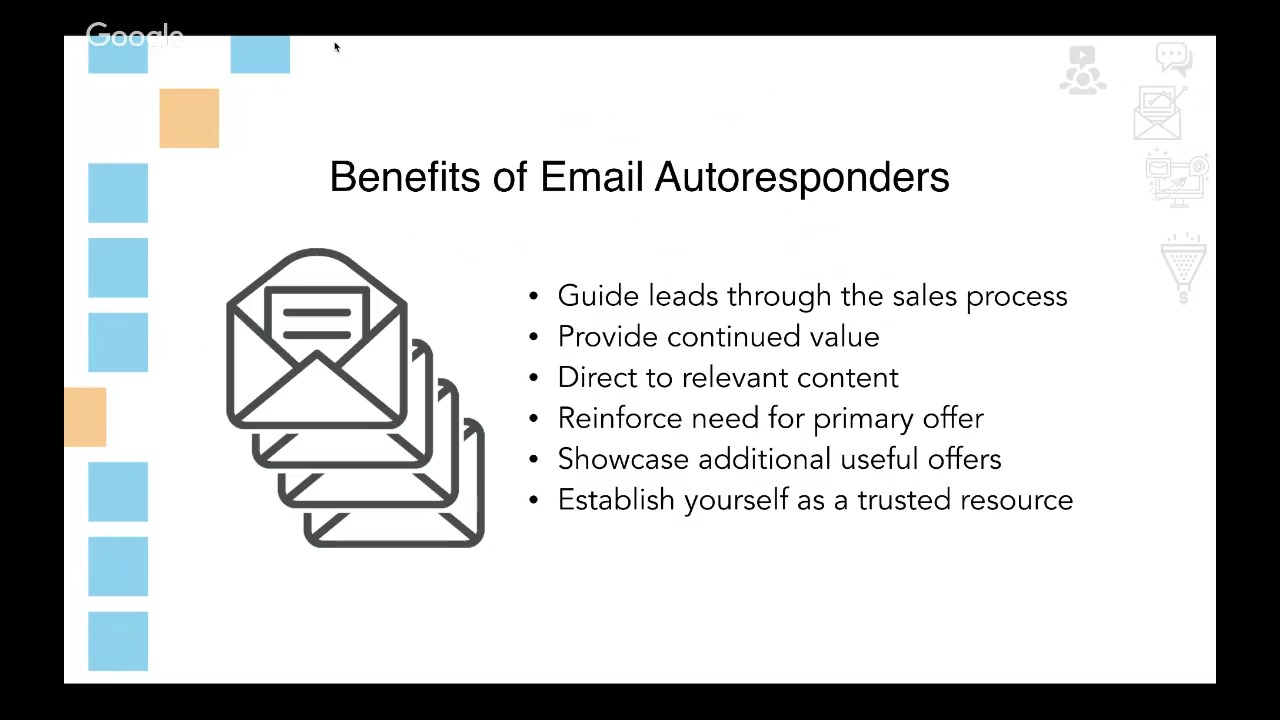 Google
Benefits of Email Autoresponders
• Guide leads through the sales process
• Provide continued value
• Direct to relevant content
• Reinforce need for primary offer
• Showcase additional useful offers
• Establish yourself as a trusted resource
@
$